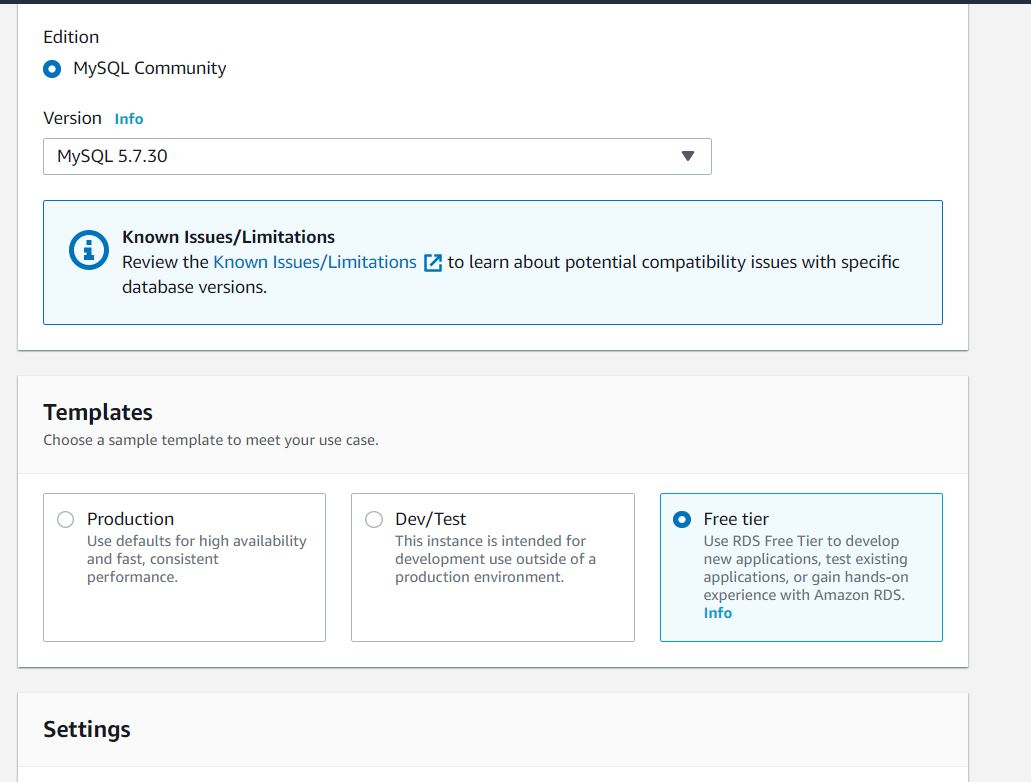 Edition
MySQL Community
Version Info
MySQL 5.7.30
Known Issues/Limitations
Review the Known Issues/Limitations to learn about potential compatibility issues with specific
database versions.
Templates
Choose a sample template to meet your use case.
Production
Use defaults for high availability
and fast, consistent
performance.
Dev/Test
This instance is intended for
development use outside of a
production environment.
Free tier
Use RDS Free Tier to develop
new applications, test existing
applications, or gain hands-on
experience with Amazon RDS.
Info
Settings